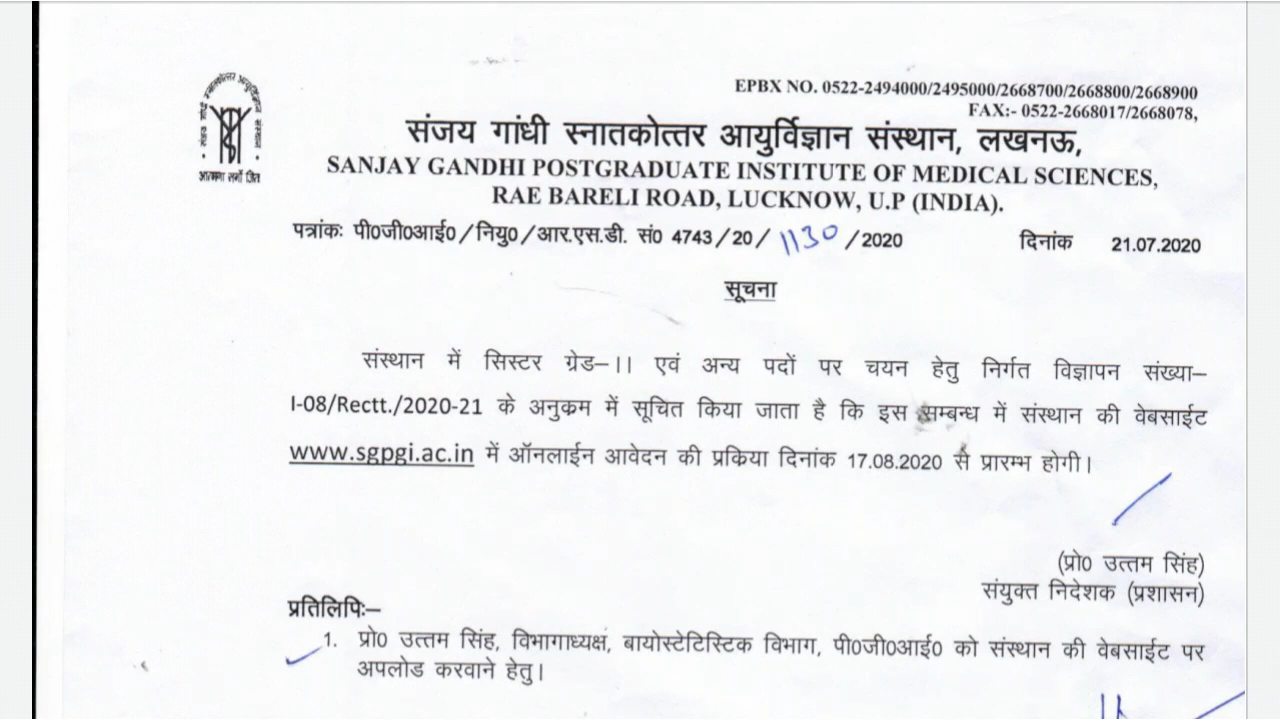 EPBX NO. 0522-2494000/2495000/2668700/2668800/2668900
FAX:- 0522-2668017/2668078,
संजय गांधी स्नातकोत्तर आयुर्विज्ञान संस्थान, लखनऊ,
SANJAY GANDHI POSTGRADUATE INSTITUTE OF MEDICAL SCIENCES,
RAE BARELI ROAD, LUCKNOW, U.P (INDIA).
पत्रांकः पी0जी0आई0/नियु0/आर.एस.डी. सं0 4743/20/ 1130 /2020 दिनांक 21.07.2020
सूचना
संस्थान में सिस्टर ग्रेड–।। एवं अन्य पदों पर चयन हेतु निर्गत विज्ञापन संख्या–
I-08/Rectt./2020-21 के अनुक्रम में सूचित किया जाता है कि इस सम्बन्ध में संस्थान की वेबसाईट
www.sgpgi.ac.in में ऑनलाईन आवेदन की प्रकिया दिनांक 17.08.2020 से प्रारम्भ होगी।
(प्रो0 उत्तम सिंह)
संयुक्त निदेशक (प्रशासन)
प्रतिलिपिः–
1. प्रो0 उत्तम सिंह, विभागाध्यक्ष, बायोस्टेटिस्टिक विभाग, पी0जी0आई0 को संस्थान की वेबसाईट पर
अपलोड करवाने हेतु।